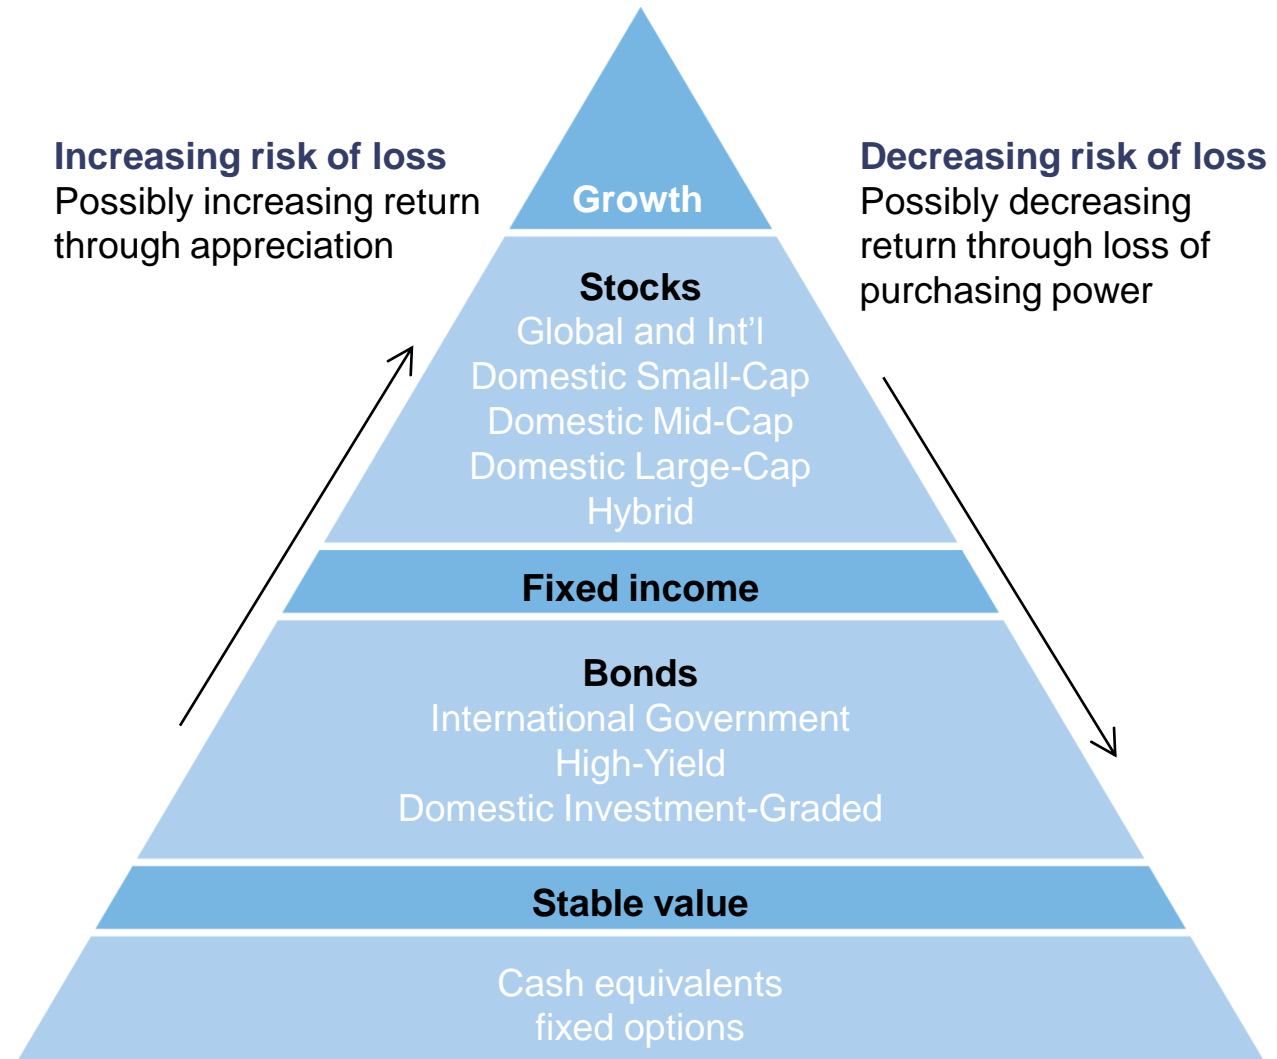 Increasing risk of loss
Possibly increasing return
through appreciation
Decreasing risk of loss
Possibly decreasing
return through loss of
purchasing power
Growth
Stocks
Global and Int’l
Domestic Small-Cap
Domestic Mid-Cap
Domestic Large-Cap
Hybrid
Fixed income
Bonds
International Government
High-Yield
Domestic Investment-Graded
Stable value
Cash equivalents
fixed options